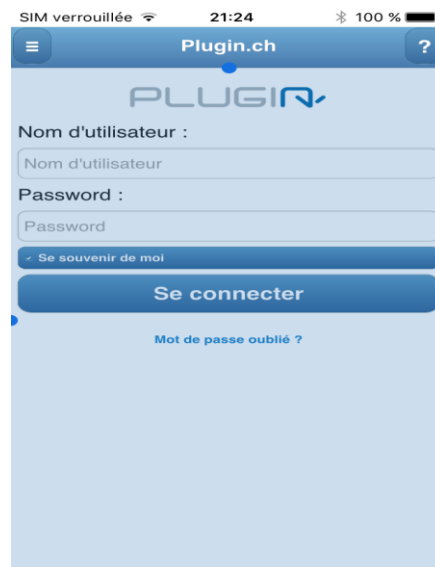 SIM verrouillée 21:24 100 %
Plugin.ch ?
PLUGIN
Nom d'utilisateur :
Nom d'utilisateur
Password :
Password
Se souvenir de moi
Se connecter
Mot de passe oublié ?